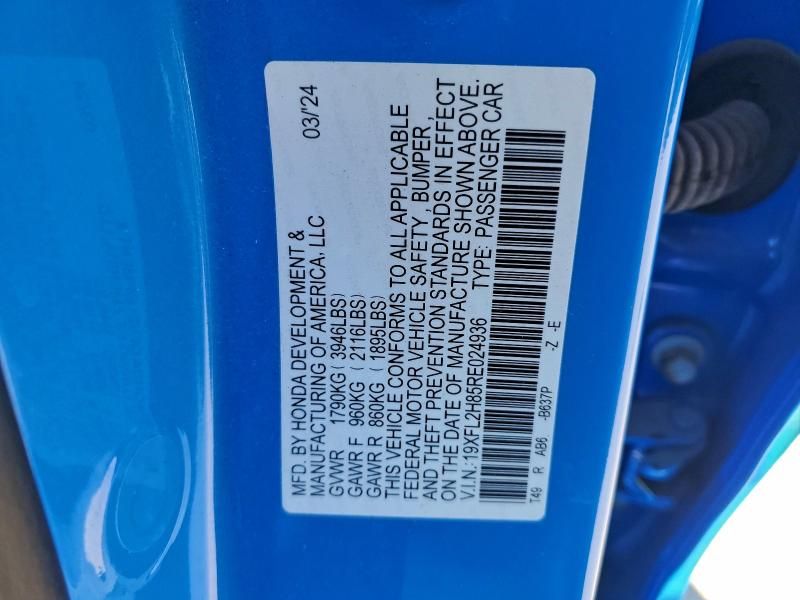 MFD. BY HONDA DEVELOPMENT & 03/'24
MANUFACTURING OF AMERICA, LLC
GVWR 1790KG ( 3946LBS)
GAWR F 960KG ( 2116LBS)
GAWR R 860KG ( 1895LBS)
THIS VEHICLE CONFORMS TO ALL APPLICABLE
FEDERAL MOTOR VEHICLE SAFETY , BUMPER ,
AND THEFT PREVENTION STANDARDS IN EFFECT
ON THE DATE OF MANUFACTURE SHOWN ABOVE.
V.I.N.: 19XFL2H85RE024936 TYPE: PASSENGER CAR
T49 R AB6 -B637P -Z -E